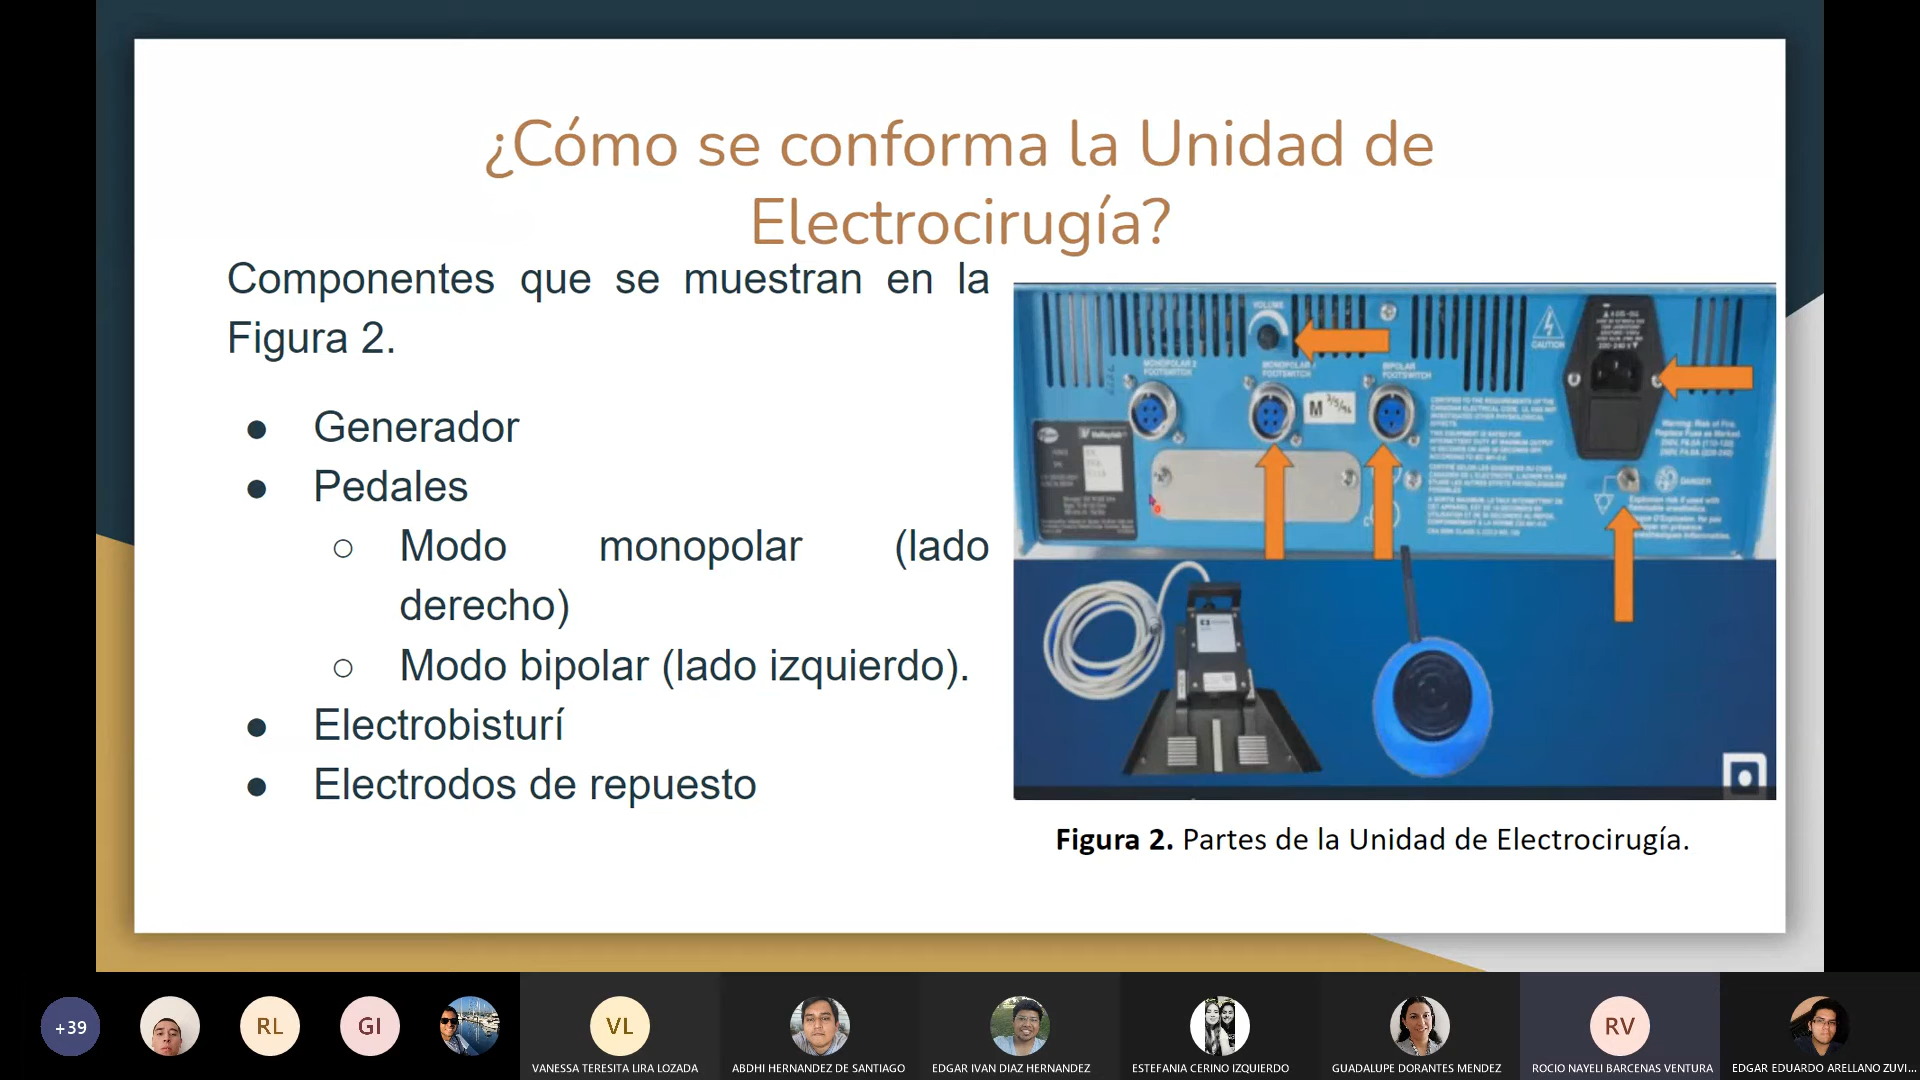 ¿Cómo se conforma la Unidad de
Electrocirugía?
Componentes que se muestran en la
Figura 2.
● Generador
● Pedales
○ Modo monopolar (lado
derecho)
○ Modo bipolar (lado izquierdo).
● Electrobisturí
● Electrodos de repuesto
VOLUME
MONOPOLAR 2
FOOTSWITCH
MONOPOLAR
FOOTSWITCH
BIPOLAR
FOOTSWITCH
CAUTION
M
Valleylab
DANGER
Figura 2. Partes de la Unidad de Electrocirugía.
+39
RL
GI
VL
RV
VANESSA TERESITA LIRA LOZADA
ABDHI HERNANDEZ DE SANTIAGO
EDGAR IVAN DIAZ HERNANDEZ
ESTEFANIA CERINO IZQUIERDO
GUADALUPE DORANTES MENDEZ
ROCIO NAYELI BARCENAS VENTURA
EDGAR EDUARDO ARELLANO ZUVI...